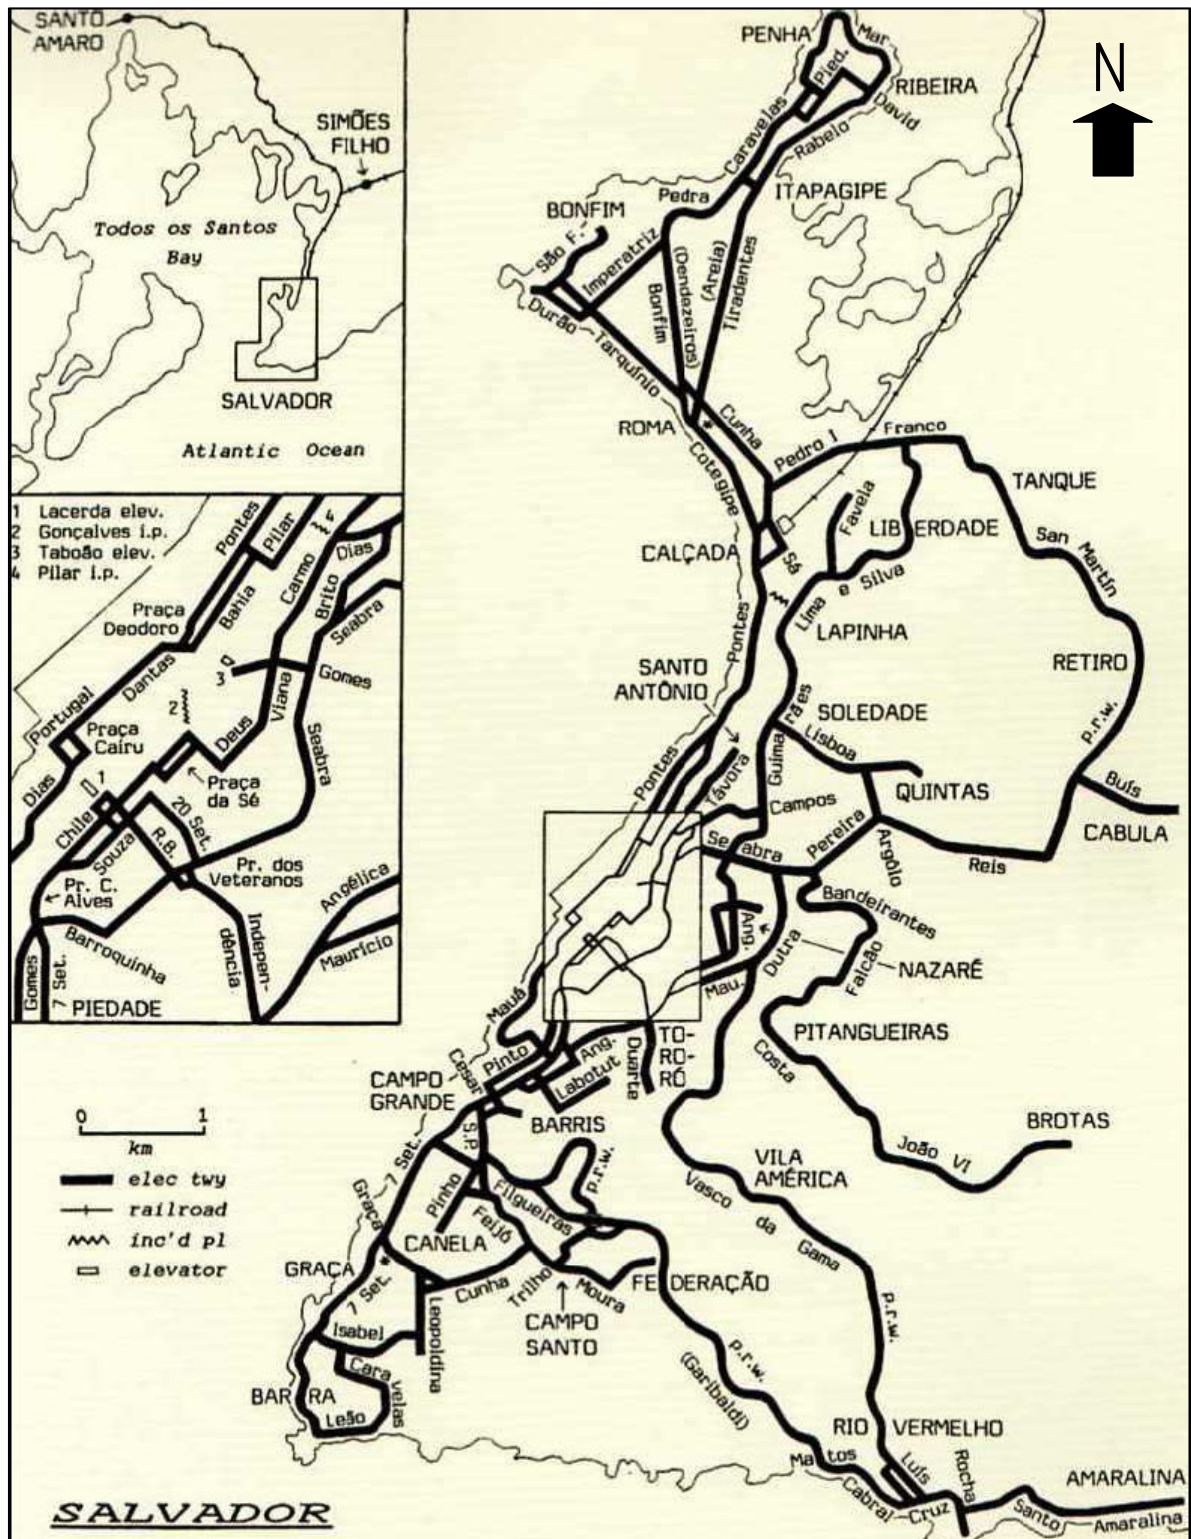 SANTO
AMARO
SIMÕES
FILHO
Todos os Santos
Bay
SALVADOR
Atlantic Ocean
1 Lacerda elev.
2 Gonçalves i.p.
3 Taboão elev.
4 Pilar i.p.
Pontes
Pilar
4
Carmo
Dias
Praça
Deodoro
Bahia
Brito
Seabra
Dantas
3
Gomes
Portugal
2
Viana
Praça
Cairu
Deus
Seabra
Dias
1
Praça
da Sé
Chile
20 Set.
Souza
R.B.
Pr. dos
Veteranos
Pr. C.
Alves
Angélica
Barroquinha
Indepen-
dência
Maurício
Gomes
7 Set.
PIEDADE
N
PENHA
Mar
Pied.
RIBEIRA
David
Caravelas
Rabelo
ITAPAGIPE
Pedra
BONFIM
São F.
Imperatriz
(Dendezeiros)
Bonfim
(Areia)
Tiradentes
Durão
Tarquínio
ROMA
Cunha
Cotegipe
Pedro I
Franco
TANQUE
Favela
LIBERDADE
San
Martín
CALÇADA
Sá
Lima e Silva
LAPINHA
Pontes
RETIRO
SANTO
ANTÔNIO
p.r.w.
Guimarães
SOLEDADE
Lisboa
Pontes
Távora
QUINTAS
Buís
CABULA
Campos
Pereira
Seabra
Argôlo
Reis
Bandeirantes
Ang.
Dutra
Falcão
NAZARÉ
Mau.
Mauá
PITANGUEIRAS
Costa
TO-
RO-
RÓ
Duarte
Cesar
Pinto
Ang.
Labotut
CAMPO
GRANDE
BARRIS
BROTAS
João VI
S.P.
7 Set.
p.r.w.
VILA
AMÉRICA
Vasco da Gama
Pinho
Filgueiras
Feijó
Graça
CANELA
GRAÇA
7 Set.
Cunha
Trilho
Moura
FEDERAÇÃO
CAMPO
SANTO
p.r.w.
Isabel
Leopoldina
p.r.w.
(Garibaldi)
Caravelas
BARRA
Leão
RIO VERMELHO
Matos
Luís
Rocha
Cabral
Cruz
AMARALINA
Santo
Amaralina
0 1
km
elec twy
railroad
inc'd pl
elevator
SALVADOR